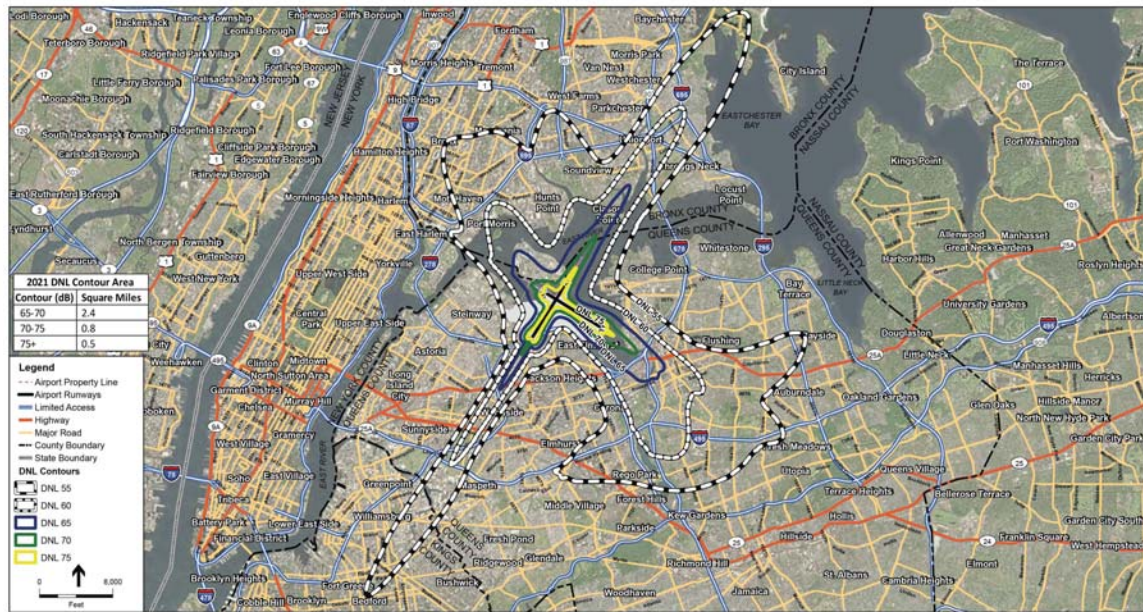 Lodi Borough
Teaneck Township
Englewood Cliffs Borough
Inwood
Baychester
Hackensack
Leonia Borough
Fordham
Teterboro Borough
Ridgefield Park Village
Fort Lee Borough
Morris Park
City Island
Morris Heights
Tremont
Van Nest
The Terrace
Little Ferry Borough
Palisades Park Borough
Westchester
Moonachie Borough
High Bridge
West Farms
Parkchester
NEW JERSEY
NEW YORK
EASTCHESTER
BAY
BRONX COUNTY
NASSAU COUNTY
Port Washington
South Hackensack Township
Ridgefield Borough
Carlstadt Borough
Cliffside Park Borough
Hamilton Heights
Edgewater Borough
Soundview
Throggs Neck
Kings Point
Fairview Borough
East Rutherford Borough
Morningside Heights
Harlem
Mott Haven
Hunts
Point
Locust
Point
Lyndhurst
Port Morris
BRONX COUNTY
QUEENS COUNTY
NASSAU COUNTY
QUEENS COUNTY
Allenwood
Manhasset
North Bergen Township
East Harlem
Whitestone
Great Neck Gardens
Secaucus
Guttenberg
Yorkville
College Point
Harbor Hills
Roslyn Heights
West New York
Upper West Side
Bay
Terrace
LITTLE NECK
BAY
2021 DNL Contour Area
Contour (dB) Square Miles
65-70 2.4
70-75 0.8
75+ 0.5
Central
Park
Upper East Side
Steinway
DNL 75
DNL 55
DNL 60
University Gardens
Albertson
Weehawken
Astoria
Flushing
Bayside
Douglaston
Little Neck
Manhasset Hills
Clinton
Midtown
North Sutton Area
Long
Island
City
Jackson Heights
Herricks
Garment District
Murray Hill
Auburndale
Oakland Gardens
Hillside Manor
Chelsea
Glen Oaks
North New Hyde Park
Gramercy
Sunnyside
Elmhurst
Fresh Meadows
Garden City Park
West Village
EAST RIVER
Rego Park
Utopia
Queens Village
Soho
East Village
Greenpoint
Maspeth
Forest Hills
Terrace Heights
Bellerose Terrace
Tribeca
Middle Village
Kew Gardens
Hollis
Garden City South
Battery Park
Lower East Side
Williamsburg
Parkside
Hillside
Franklin Square
West Hempstead
Financial District
QUEENS
COUNTY
KINGS
COUNTY
Fresh Pond
Glendale
Richmond Hill
Elmont
Ridgewood
St. Albans
Brooklyn Heights
Fort Greene
Bushwick
Cambria Heights
Cobble Hill
Brooklyn
Bedford
Woodhaven
Jamaica
Legend
Airport Property Line
Airport Runways
Limited Access
Highway
Major Road
County Boundary
State Boundary
DNL Contours
DNL 55
DNL 60
DNL 65
DNL 70
DNL 75
0 6,000
Feet